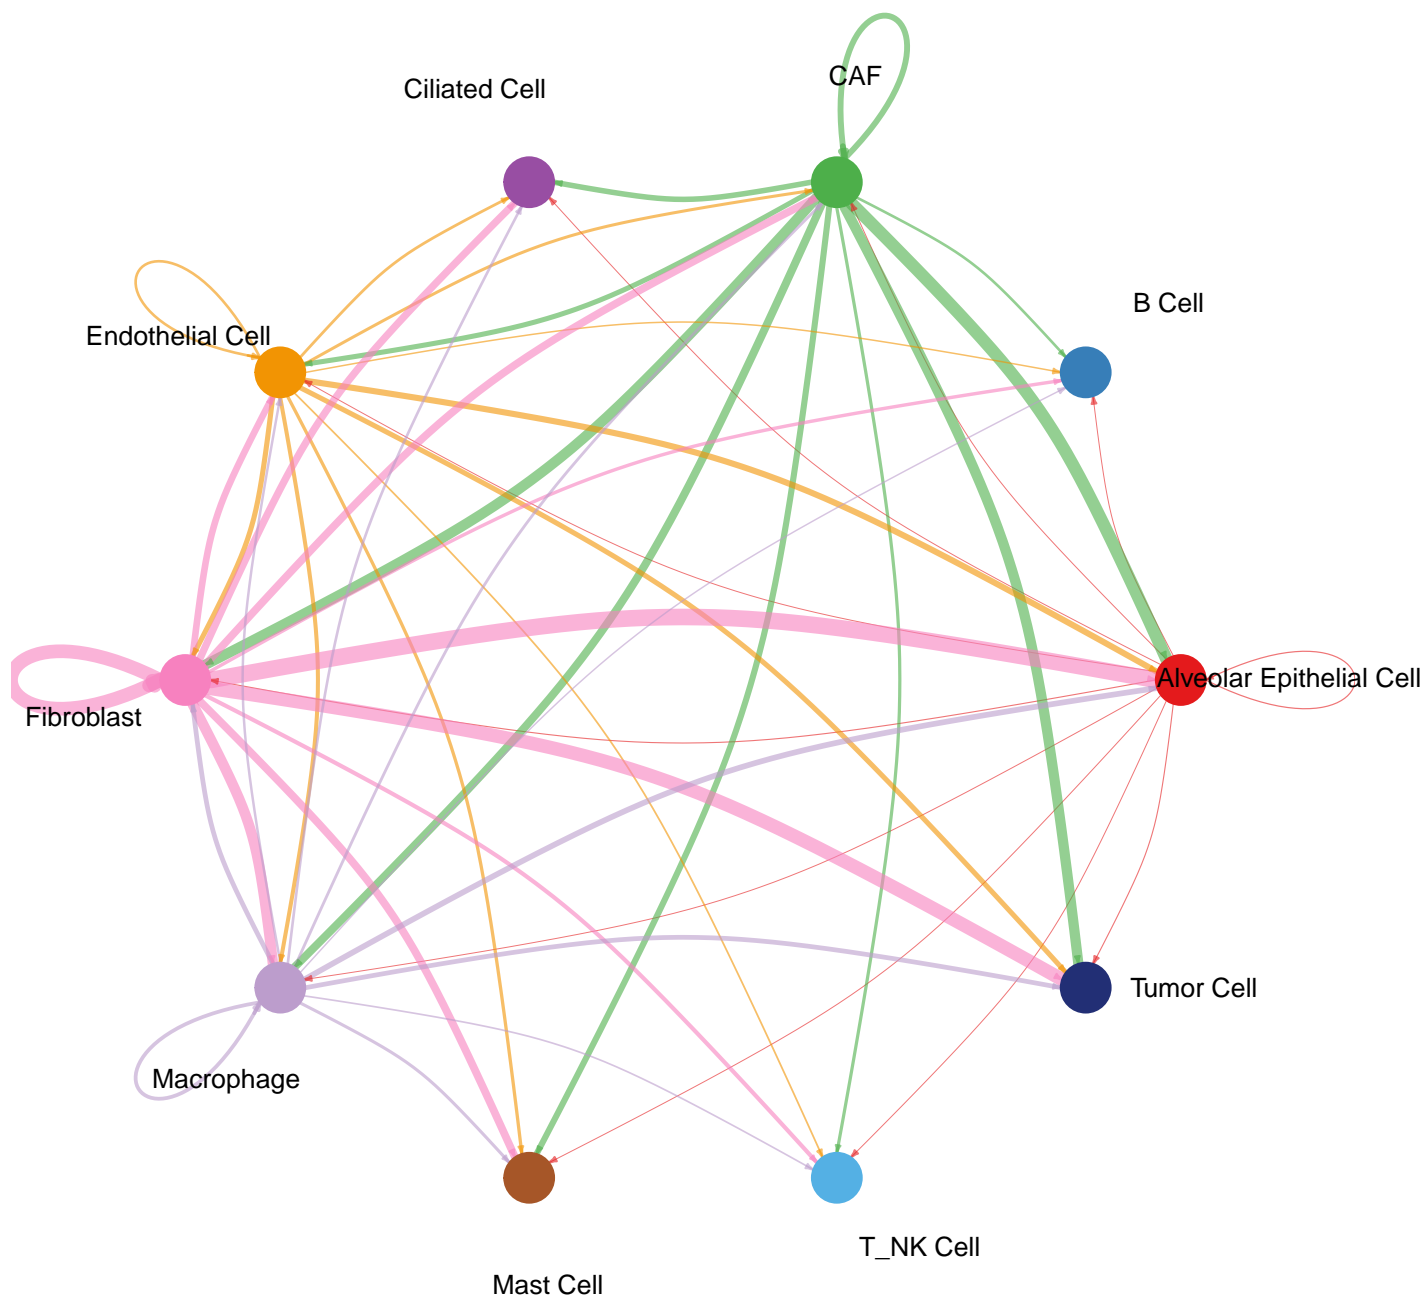 CAF
Ciliated Cell
B Cell
Endothelial Cell
Alveolar Epithelial Cell
Fibroblast
Tumor Cell
Macrophage
T_NK Cell
Mast Cell